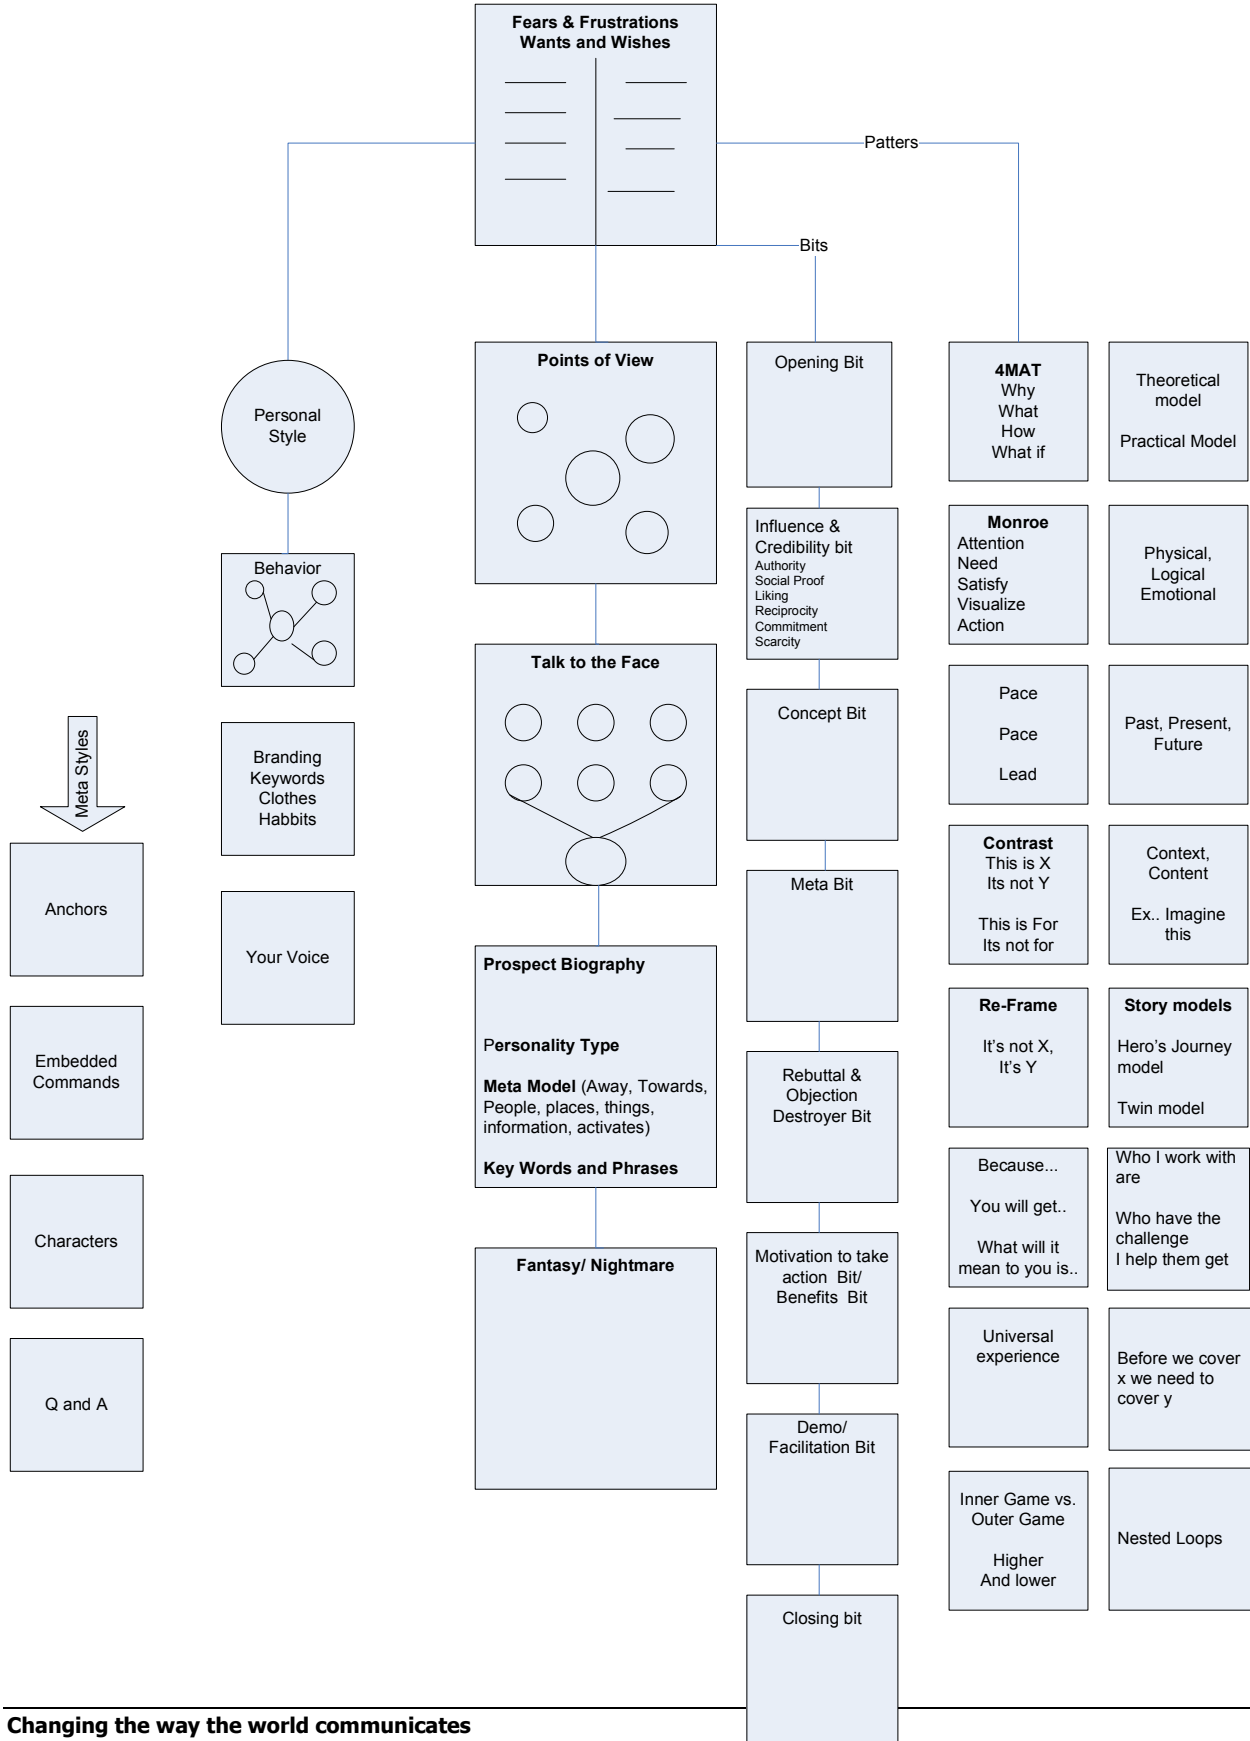 Fears & Frustrations
Wants and Wishes
Patters
Bits
Personal
Style
Behavior
Branding
Keywords
Clothes
Habbits
Your Voice
Meta Styles
Anchors
Embedded
Commands
Characters
Q and A
Points of View
Talk to the Face
Prospect Biography
Personality Type
Meta Model (Away, Towards,
People, places, things,
information, activates)
Key Words and Phrases
Fantasy/ Nightmare
Opening Bit
Influence &
Credibility bit
Authority
Social Proof
Liking
Reciprocity
Commitment
Scarcity
Concept Bit
Meta Bit
Rebuttal &
Objection
Destroyer Bit
Motivation to take
action  Bit/
Benefits  Bit
Demo/
Facilitation Bit
Closing bit
4MAT
Why
What
How
What if
Monroe
Attention
Need
Satisfy
Visualize
Action
Pace
Pace
Lead
Contrast
This is X
Its not Y
This is For
Its not for
Re-Frame
It’s not X,
It’s Y
Because...
You will get..
What will it
mean to you is..
Universal
experience
Inner Game vs.
Outer Game
Higher
And lower
Theoretical
model
Practical Model
Physical,
Logical
Emotional
Past, Present,
Future
Context,
Content
Ex.. Imagine
this
Story models
Hero’s Journey
model
Twin model
Who I work with
are
Who have the
challenge
I help them get
Before we cover
x we need to
cover y
Nested Loops
Changing the way the world communicates